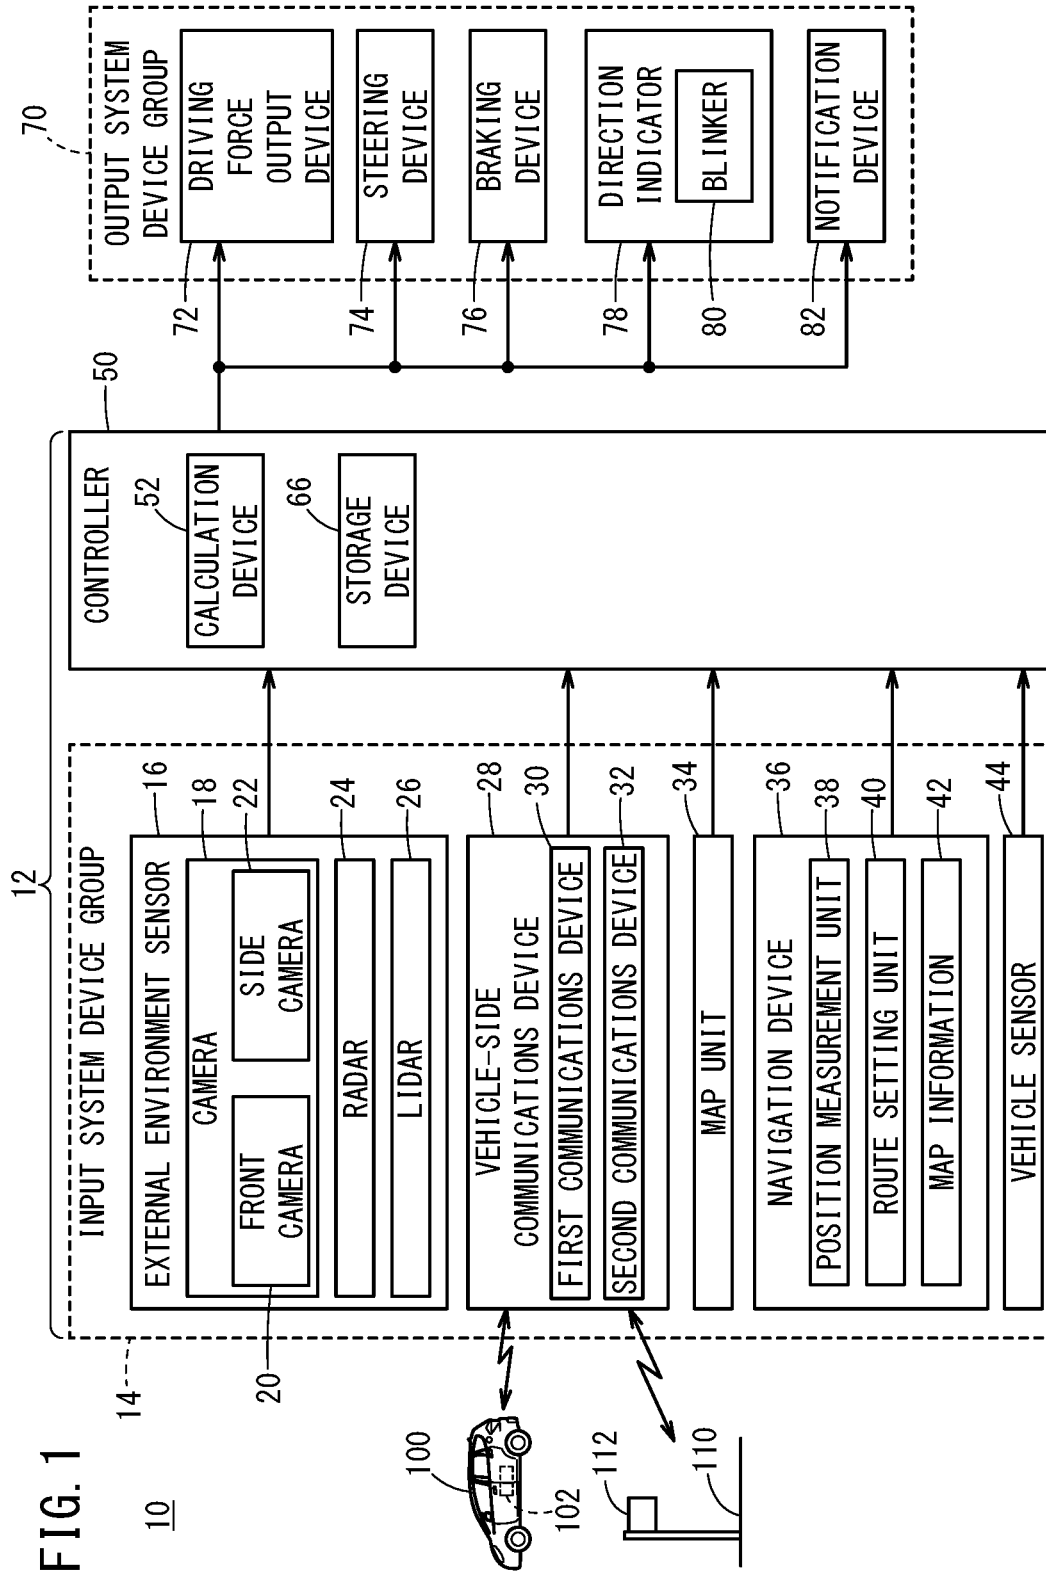 FIG. 1
10
12
14
INPUT SYSTEM DEVICE GROUP
16
EXTERNAL ENVIRONMENT SENSOR
18
CAMERA
20
FRONT
CAMERA
22
SIDE
CAMERA
24
RADAR
26
LIDAR
28
VEHICLE-SIDE
COMMUNICATIONS DEVICE
30
FIRST COMMUNICATIONS DEVICE
32
SECOND COMMUNICATIONS DEVICE
34
MAP UNIT
36
NAVIGATION DEVICE
38
POSITION MEASUREMENT UNIT
40
ROUTE SETTING UNIT
42
MAP INFORMATION
44
VEHICLE SENSOR
100
102
112
110
50
CONTROLLER
52
CALCULATION
DEVICE
66
STORAGE
DEVICE
70
OUTPUT SYSTEM
DEVICE GROUP
72
DRIVING
FORCE
OUTPUT
DEVICE
74
STEERING
DEVICE
76
BRAKING
DEVICE
78
DIRECTION
INDICATOR
80
BLINKER
82
NOTIFICATION
DEVICE